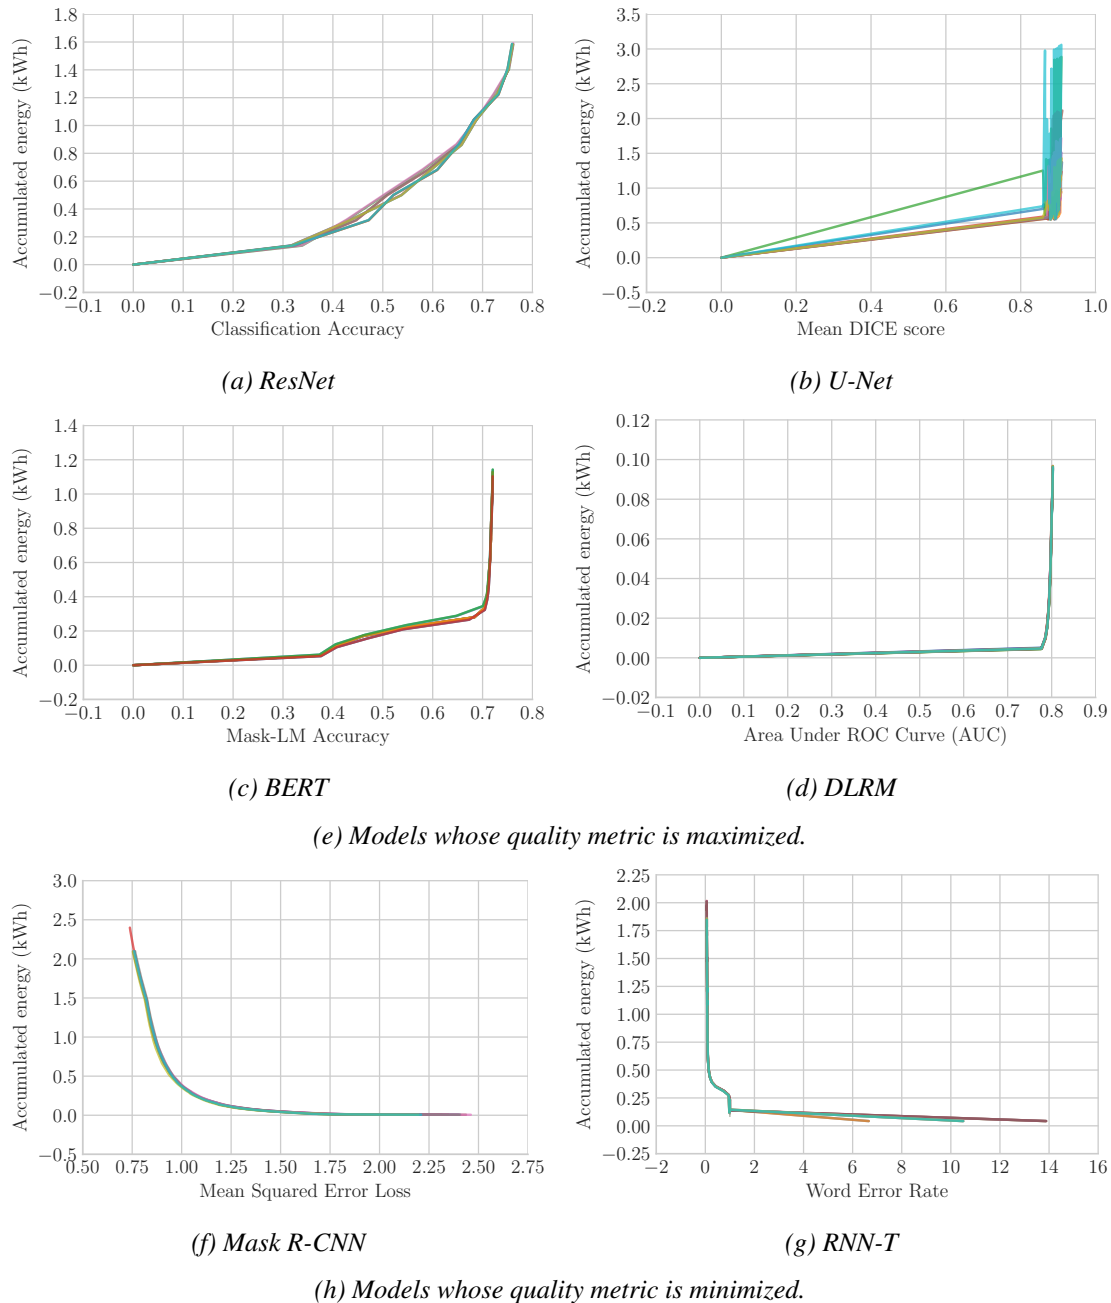 1.8
1.6
1.4
1.2
1.0
0.8
0.6
0.4
0.2
0.0
−0.2
Accumulated energy (kWh)
−0.1 0.0 0.1 0.2 0.3 0.4 0.5 0.6 0.7 0.8
Classification Accuracy
(a) ResNet
3.5
3.0
2.5
2.0
1.5
1.0
0.5
0.0
−0.5
Accumulated energy (kWh)
−0.2 0.0 0.2 0.4 0.6 0.8 1.0
Mean DICE score
(b) U-Net
1.4
1.2
1.0
0.8
0.6
0.4
0.2
0.0
−0.2
Accumulated energy (kWh)
−0.1 0.0 0.1 0.2 0.3 0.4 0.5 0.6 0.7 0.8
Mask-LM Accuracy
(c) BERT
0.12
0.10
0.08
0.06
0.04
0.02
0.00
−0.02
Accumulated energy (kWh)
−0.1 0.0 0.1 0.2 0.3 0.4 0.5 0.6 0.7 0.8 0.9
Area Under ROC Curve (AUC)
(d) DLRM
(e) Models whose quality metric is maximized.
3.0
2.5
2.0
1.5
1.0
0.5
0.0
−0.5
Accumulated energy (kWh)
0.50 0.75 1.00 1.25 1.50 1.75 2.00 2.25 2.50 2.75
Mean Squared Error Loss
(f) Mask R-CNN
2.25
2.00
1.75
1.50
1.25
1.00
0.75
0.50
0.25
0.00
−0.25
Accumulated energy (kWh)
−2 0 2 4 6 8 10 12 14 16
Word Error Rate
(g) RNN-T
(h) Models whose quality metric is minimized.